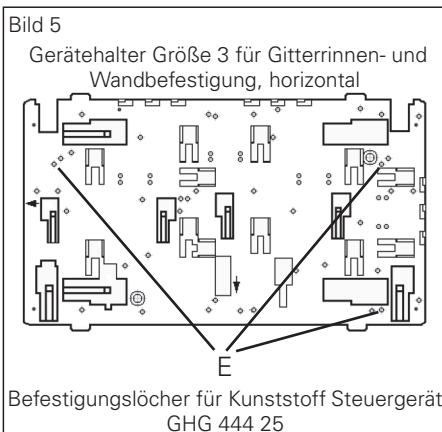 Bild 5
Gerätehalter Größe 3 für Gitterrinnen- und
Wandbefestigung, horizontal
E
Befestigungslöcher für Kunststoff Steuergerät
GHG 444 25